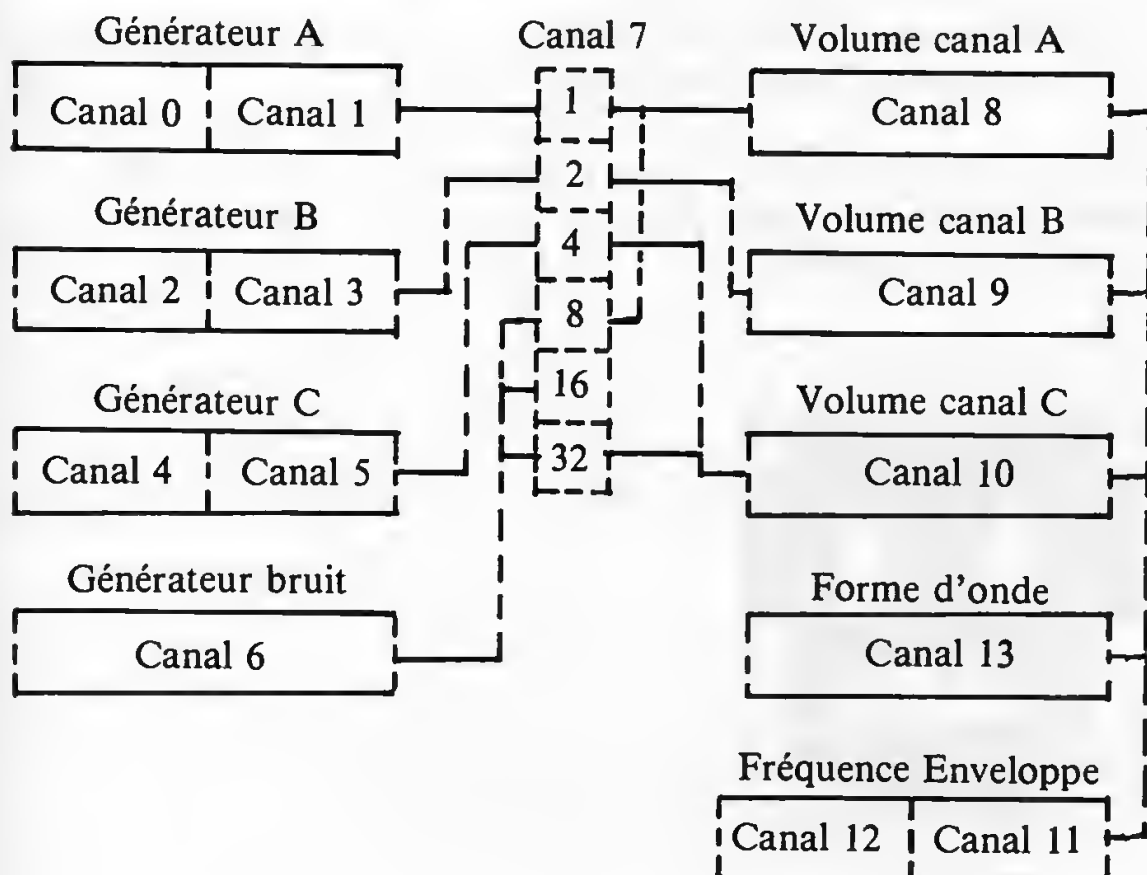 Générateur A
Canal 7
Volume canal A
Canal 0
Canal 1
1
Canal 8
2
Générateur B
Volume canal B
4
Canal 2
Canal 3
8
Canal 9
16
Générateur C
Volume canal C
32
Canal 4
Canal 5
Canal 10
Générateur bruit
Forme d'onde
Canal 6
Canal 13
Fréquence Enveloppe
Canal 12
Canal 11